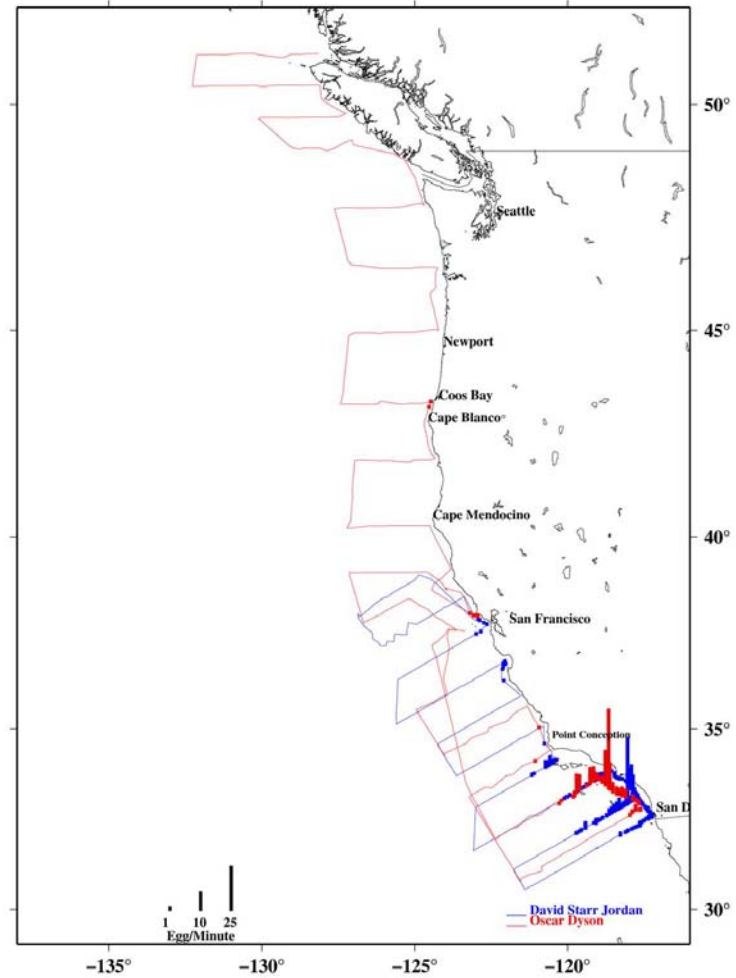 50°
Seattle
45°
Newport
Coos Bay
Cape Blanco
Cape Mendocino
40°
San Francisco
35°
Point Conception
San D
1 10 25
Egg/Minute
David Starr Jordan
Oscar Dyson
30°
−135° −130° −125° −120°